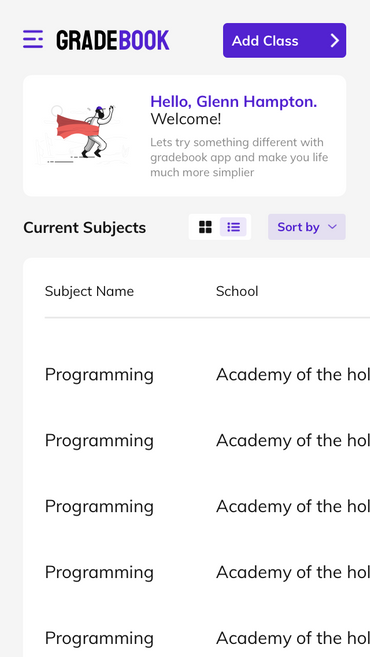 GRADEBOOK
Add Class
Hello, Glenn Hampton.
Welcome!
Lets try something different with
gradebook app and make you life
much more simplier
Current Subjects
Sort by
Subject Name School
Programming Academy of the hol
Programming Academy of the hol
Programming Academy of the hol
Programming Academy of the hol
Programming Academy of the hol